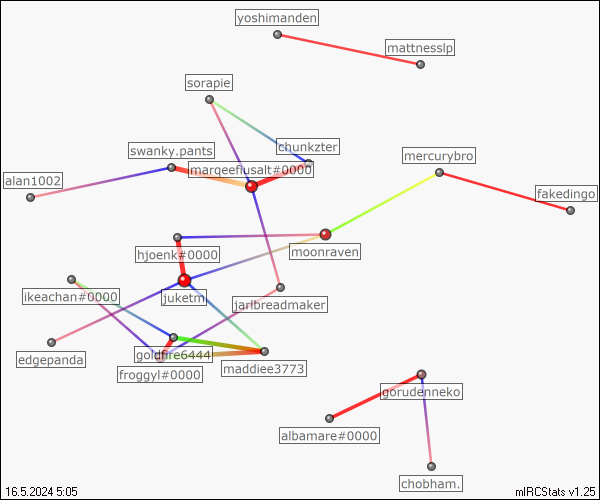 yoshimanden
mattnesslp
sorapie
chunkzter
swanky.pants
mercurybro
marqeeflusalt#0000
alan1002
fakedingo
moonraven
hjoenk#0000
ikeachan#0000
juketm
jarlbreadmaker
goldfire6444
edgepanda
maddiee3773
froggyl#0000
gorudenneko
albamare#0000
chobham.
16.5.2024 5:05
mIRCStats v1.25